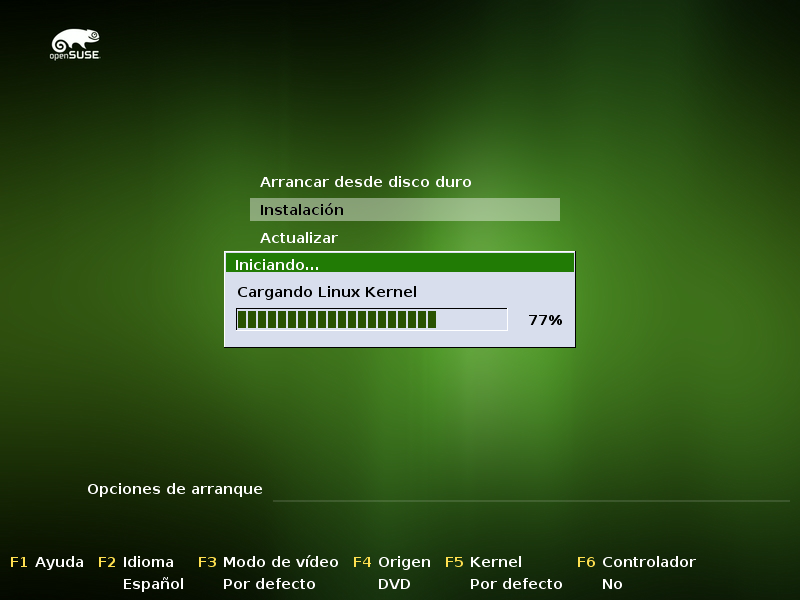 openSUSE
Arrancar desde disco duro
Instalación
Actualizar
Iniciando...
Cargando Linux Kernel
77%
Opciones de arranque
F1 Ayuda F2 Idioma F3 Modo de vídeo F4 Origen F5 Kernel F6 Controlador
Español Por defecto DVD Por defecto No